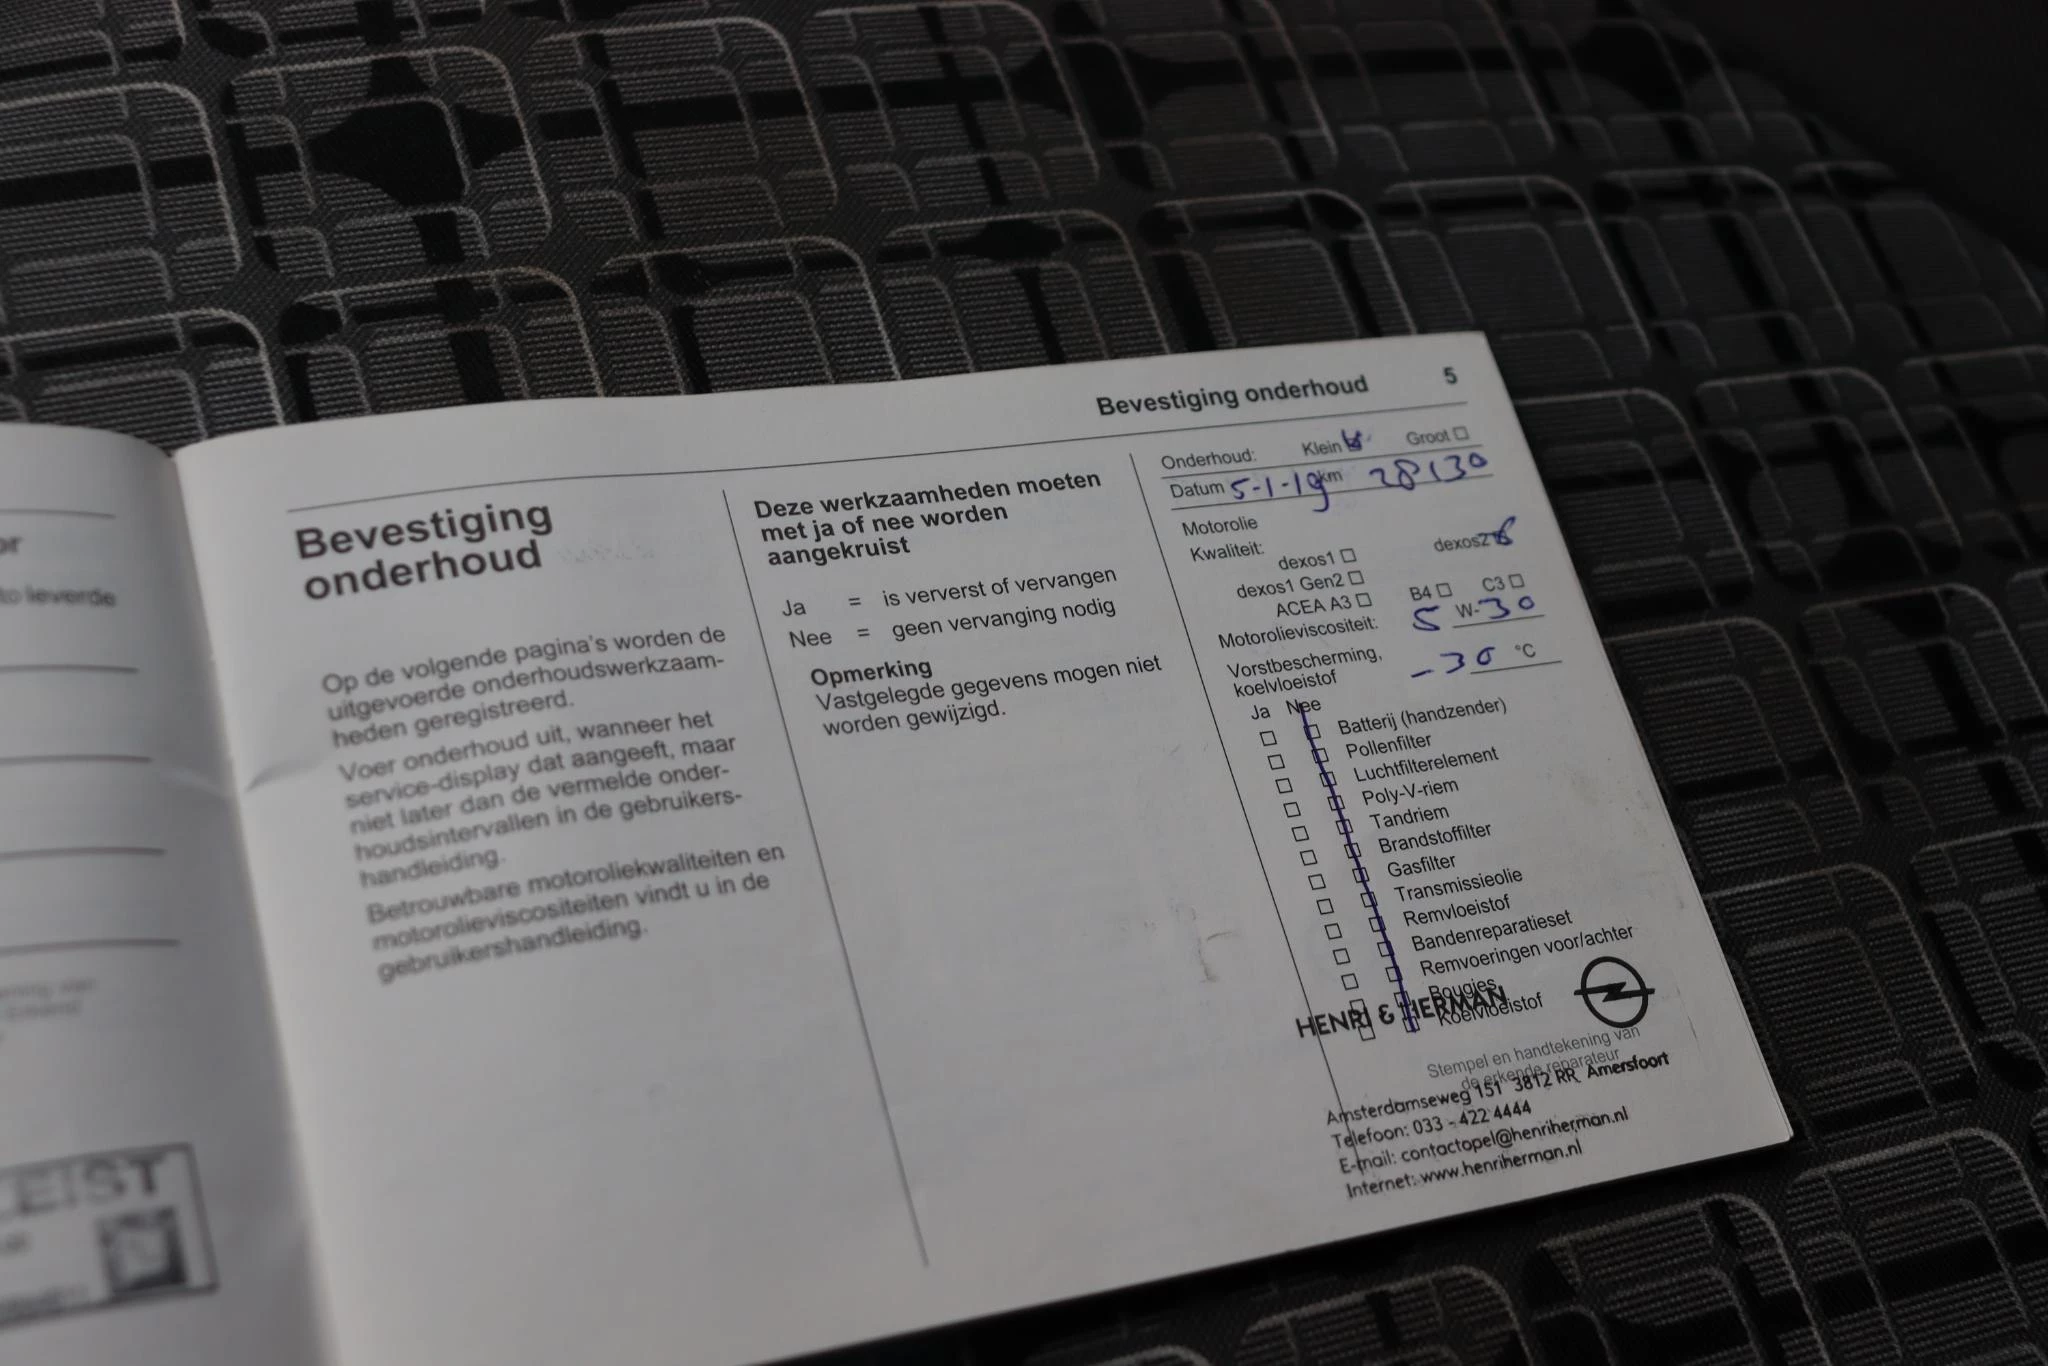 to leverde
Bevestiging onderhoud 5
Bevestiging
onderhoud
Op de volgende pagina's worden de
uitgevoerde onderhoudswerkzaam-
heden geregistreerd.
Voer onderhoud uit, wanneer het
service-display dat aangeeft, maar
niet later dan de vermelde onder-
houdsintervallen in de gebruikers-
handleiding.
Betrouwbare motoroliekwaliteiten en
motorolieviscositeiten vindt u in de
gebruikershandleiding.
Deze werkzaamheden moeten
met ja of nee worden
aangekruist
Ja = is ververst of vervangen
Nee = geen vervanging nodig
Opmerking
Vastgelegde gegevens mogen niet
worden gewijzigd.
Onderhoud: Klein Groot
Datum 5-1-19 km 28130
Motorolie
Kwaliteit:
dexos1 dexos2
dexos1 Gen2
ACEA A3 B4 C3
Motorolieviscositeit: 5 W-30
Vorstbescherming,
koelvloeistof -30 °C
Ja Nee
Batterij (handzender)
Pollenfilter
Luchtfilterelement
Poly-V-riem
Tandriem
Brandstoffilter
Gasfilter
Transmissieolie
Remvloeistof
Bandenreparatieset
Remvoeringen voor/achter
Bougies
Koelvloeistof
HENRI & HERMAN
Stempel en handtekening van
de erkende reparateur
Amsterdamseweg 151 3812 RR Amersfoort
Telefoon: 033 - 422 4444
E-mail: contactopel@henriherman.nl
Internet: www.henriherman.nl